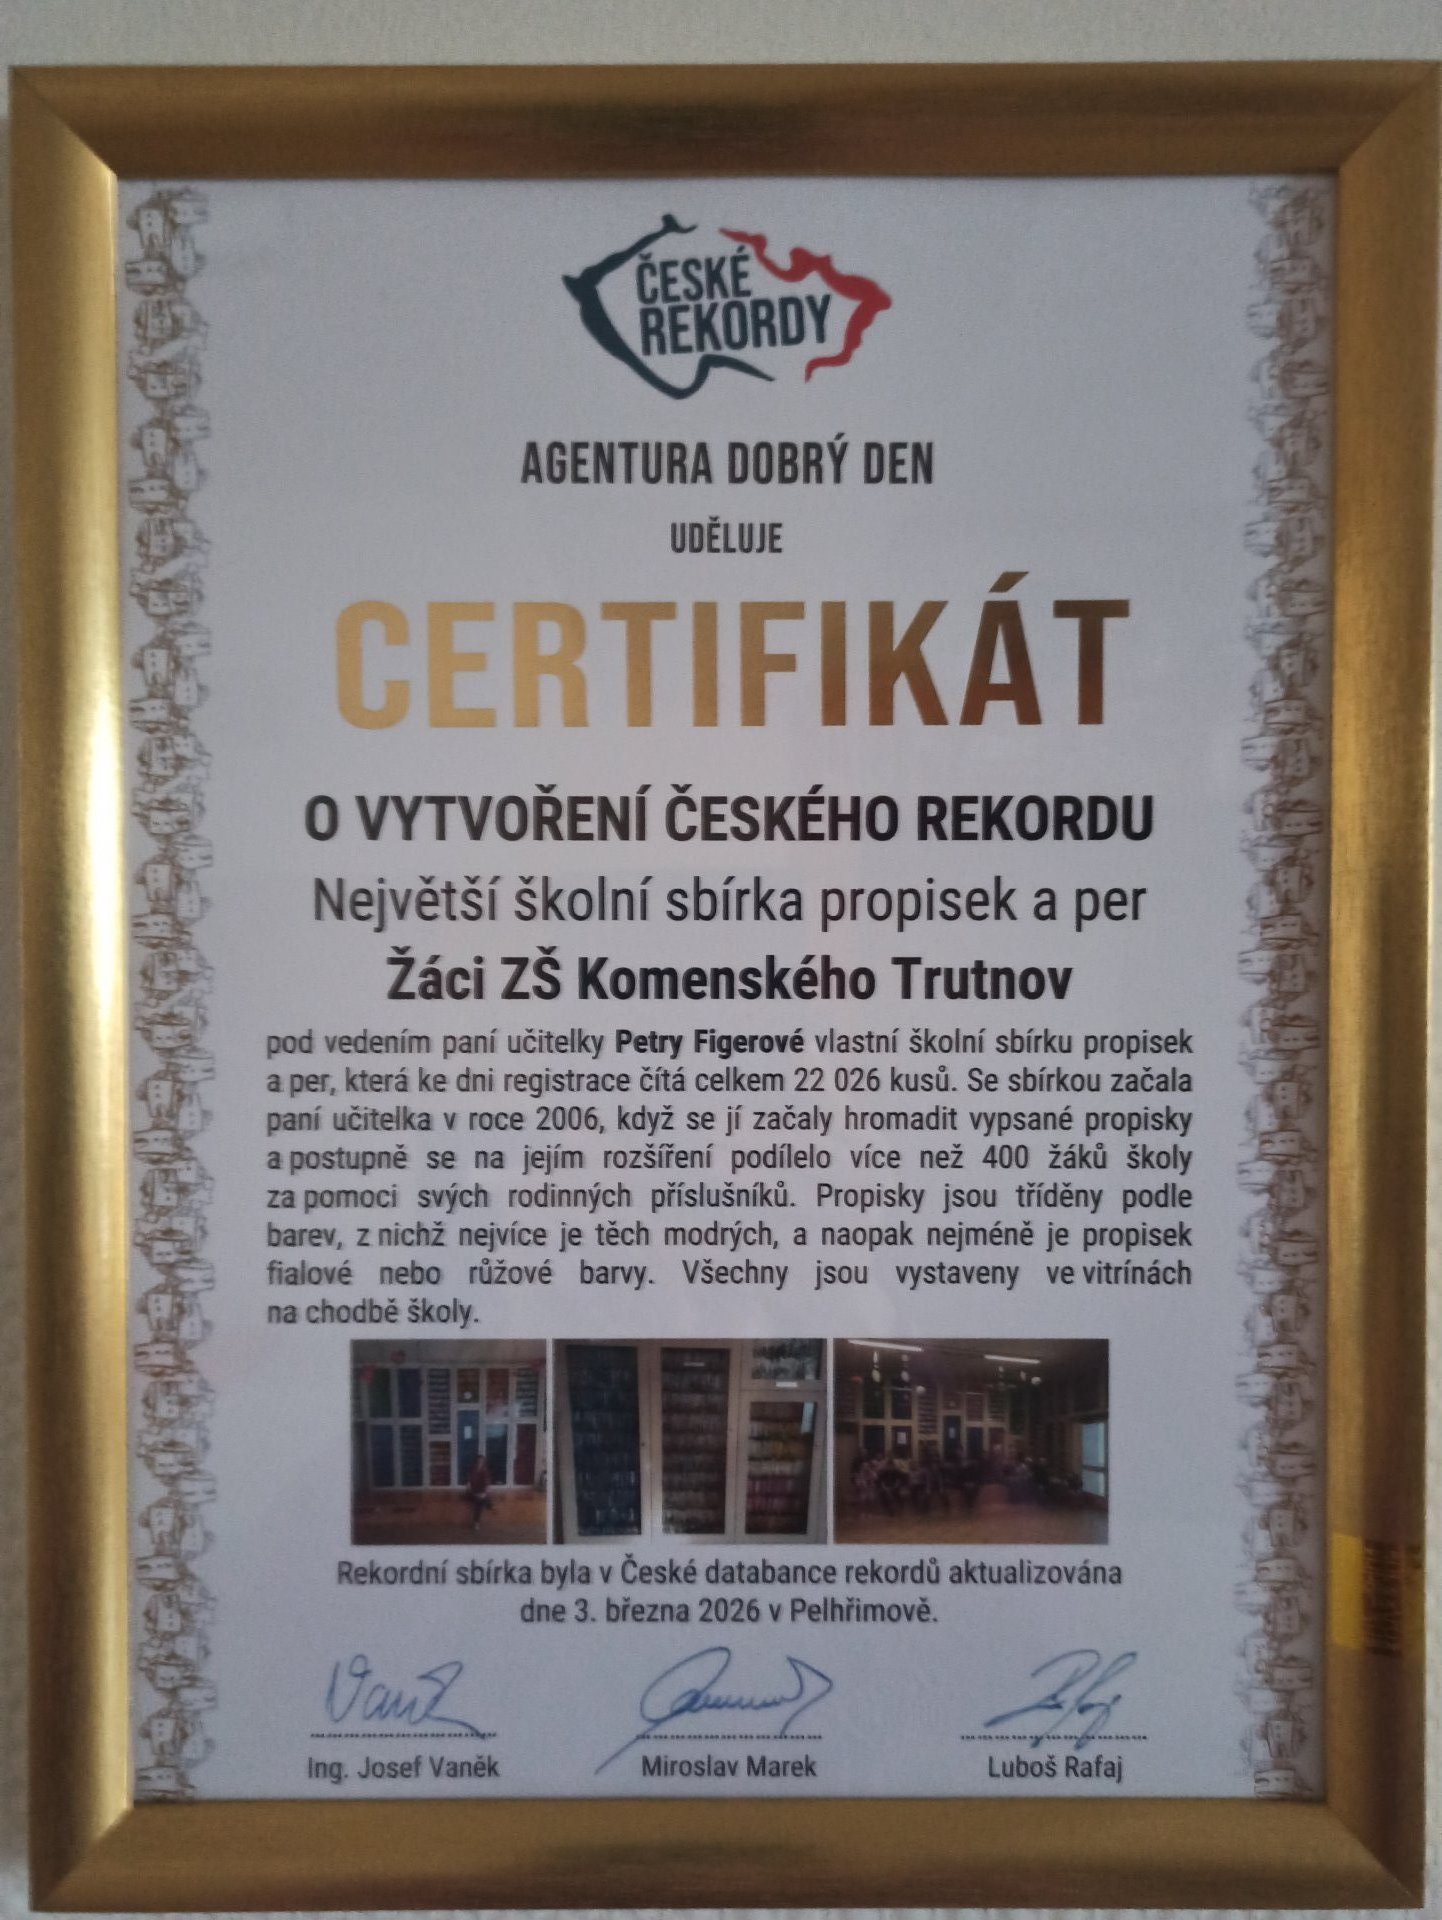 ČESKÉ
REKORDY
AGENTURA DOBRÝ DEN
UDĚLUJE
CERTIFIKÁT
O VYTVOŘENÍ ČESKÉHO REKORDU
Největší školní sbírka propisek a per
Žáci ZŠ Komenského Trutnov
pod vedením paní učitelky Petry Figerové vlastní školní sbírku propisek
a per, která ke dni registrace čítá celkem 22 026 kusů. Se sbírkou začala
paní učitelka v roce 2006, když se jí začaly hromadit vypsané propisky
a postupně se na jejím rozšíření podílelo více než 400 žáků školy
za pomoci svých rodinných příslušníků. Propisky jsou tříděny podle
barev, z nichž nejvíce je těch modrých, a naopak nejméně je propisek
fialové nebo růžové barvy. Všechny jsou vystaveny ve vitrínách
na chodbě školy.
Rekordní sbírka byla v České databance rekordů aktualizována
dne 3. března 2026 v Pelhřimově.
Ing. Josef Vaněk
Miroslav Marek
Luboš Rafaj